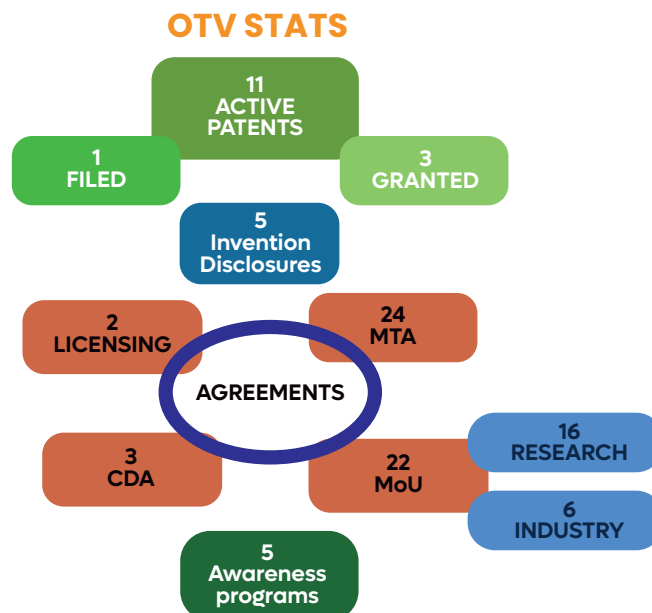 OTV STATS
11
ACTIVE
PATENTS
1
FILED
3
GRANTED
5
Invention
Disclosures
2
LICENSING
24
MTA
AGREEMENTS
3
CDA
22
MoU
16
RESEARCH
6
INDUSTRY
5
Awareness
programs